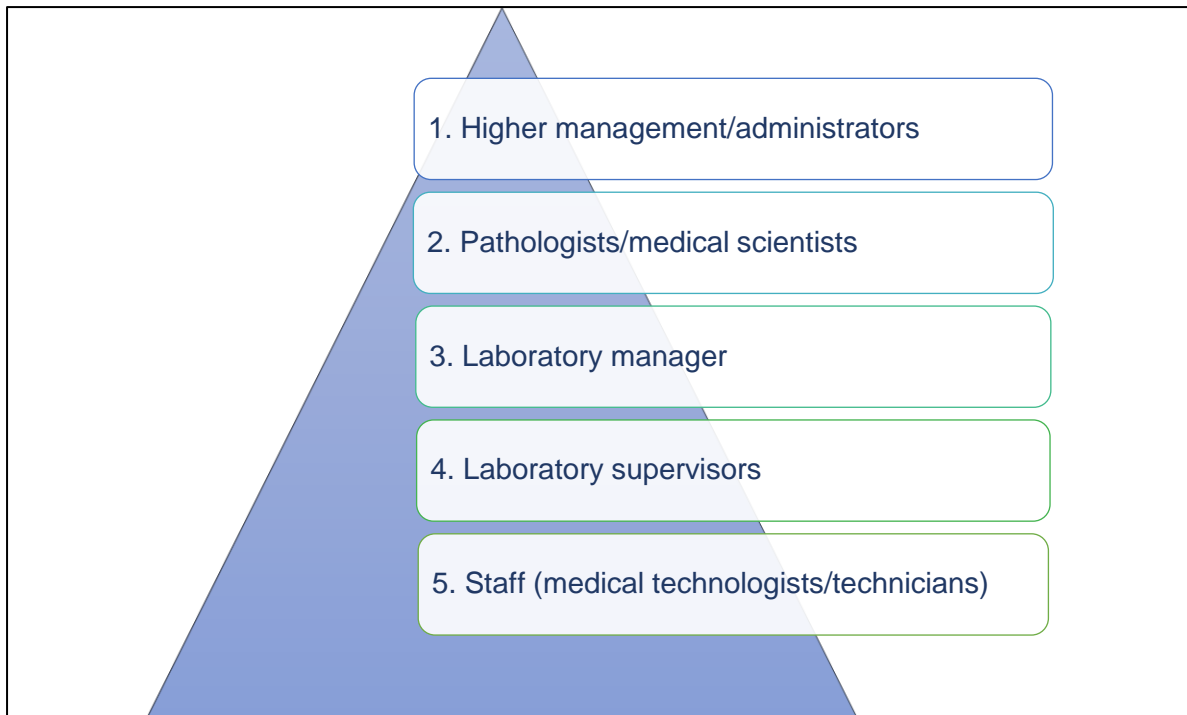 1. Higher management/administrators
2. Pathologists/medical scientists
3. Laboratory manager
4. Laboratory supervisors
5. Staff (medical technologists/technicians)